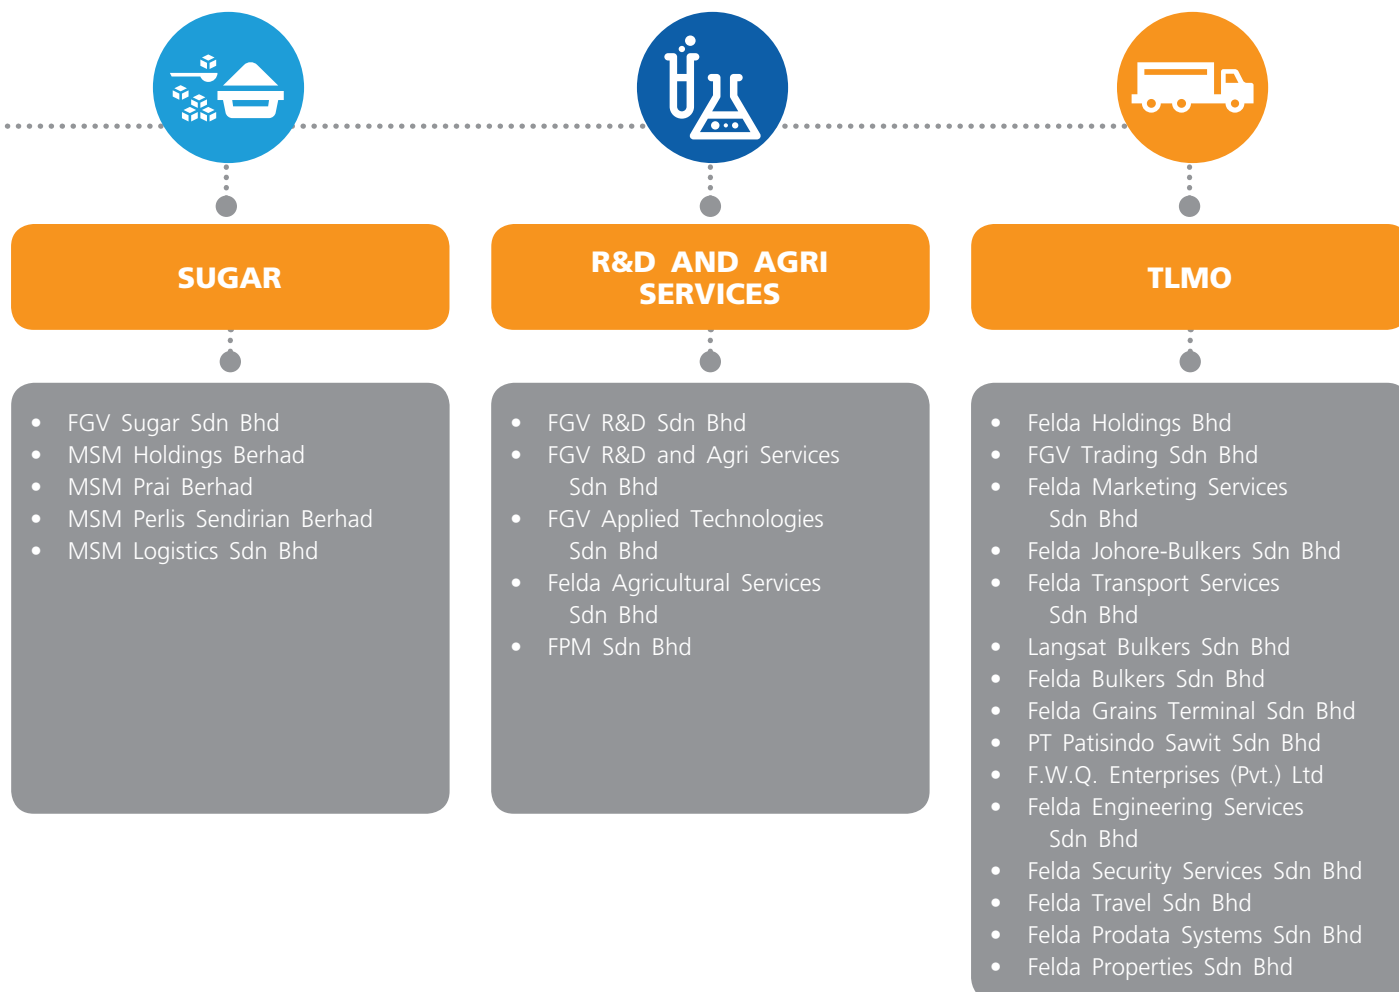 SUGAR
• FGV Sugar Sdn Bhd
• MSM Holdings Berhad
• MSM Prai Berhad
• MSM Perlis Sendirian Berhad
• MSM Logistics Sdn Bhd
R&D AND AGRI
SERVICES
• FGV R&D Sdn Bhd
• FGV R&D and Agri Services
Sdn Bhd
• FGV Applied Technologies
Sdn Bhd
• Felda Agricultural Services
Sdn Bhd
• FPM Sdn Bhd
TLMO
• Felda Holdings Bhd
• FGV Trading Sdn Bhd
• Felda Marketing Services
Sdn Bhd
• Felda Johore-Bulkers Sdn Bhd
• Felda Transport Services
Sdn Bhd
• Langsat Bulkers Sdn Bhd
• Felda Bulkers Sdn Bhd
• Felda Grains Terminal Sdn Bhd
• PT Patisindo Sawit Sdn Bhd
• F.W.Q. Enterprises (Pvt.) Ltd
• Felda Engineering Services
Sdn Bhd
• Felda Security Services Sdn Bhd
• Felda Travel Sdn Bhd
• Felda Prodata Systems Sdn Bhd
• Felda Properties Sdn Bhd